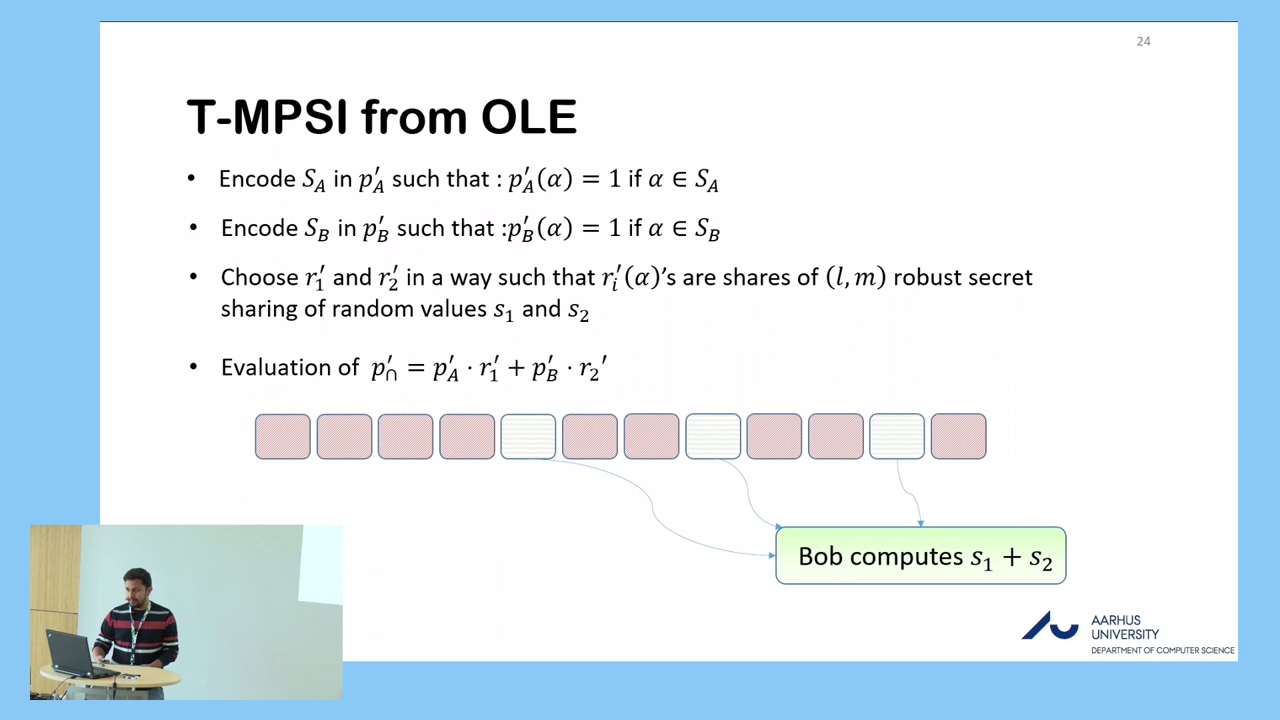 24
T-MPSI from OLE
• Encode S_A in p′_A such that : p′_A(α) = 1 if α ∈ S_A
• Encode S_B in p′_B such that :p′_B(α) = 1 if α ∈ S_B
• Choose r′_1 and r′_2 in a way such that r_i′(α)’s are shares of (l, m) robust secret
sharing of random values s_1 and s_2
• Evaluation of p′_∩ = p′_A · r′_1 + p′_B · r_2′
Bob computes s_1 + s_2
AARHUS
UNIVERSITY
DEPARTMENT OF COMPUTER SCIENCE